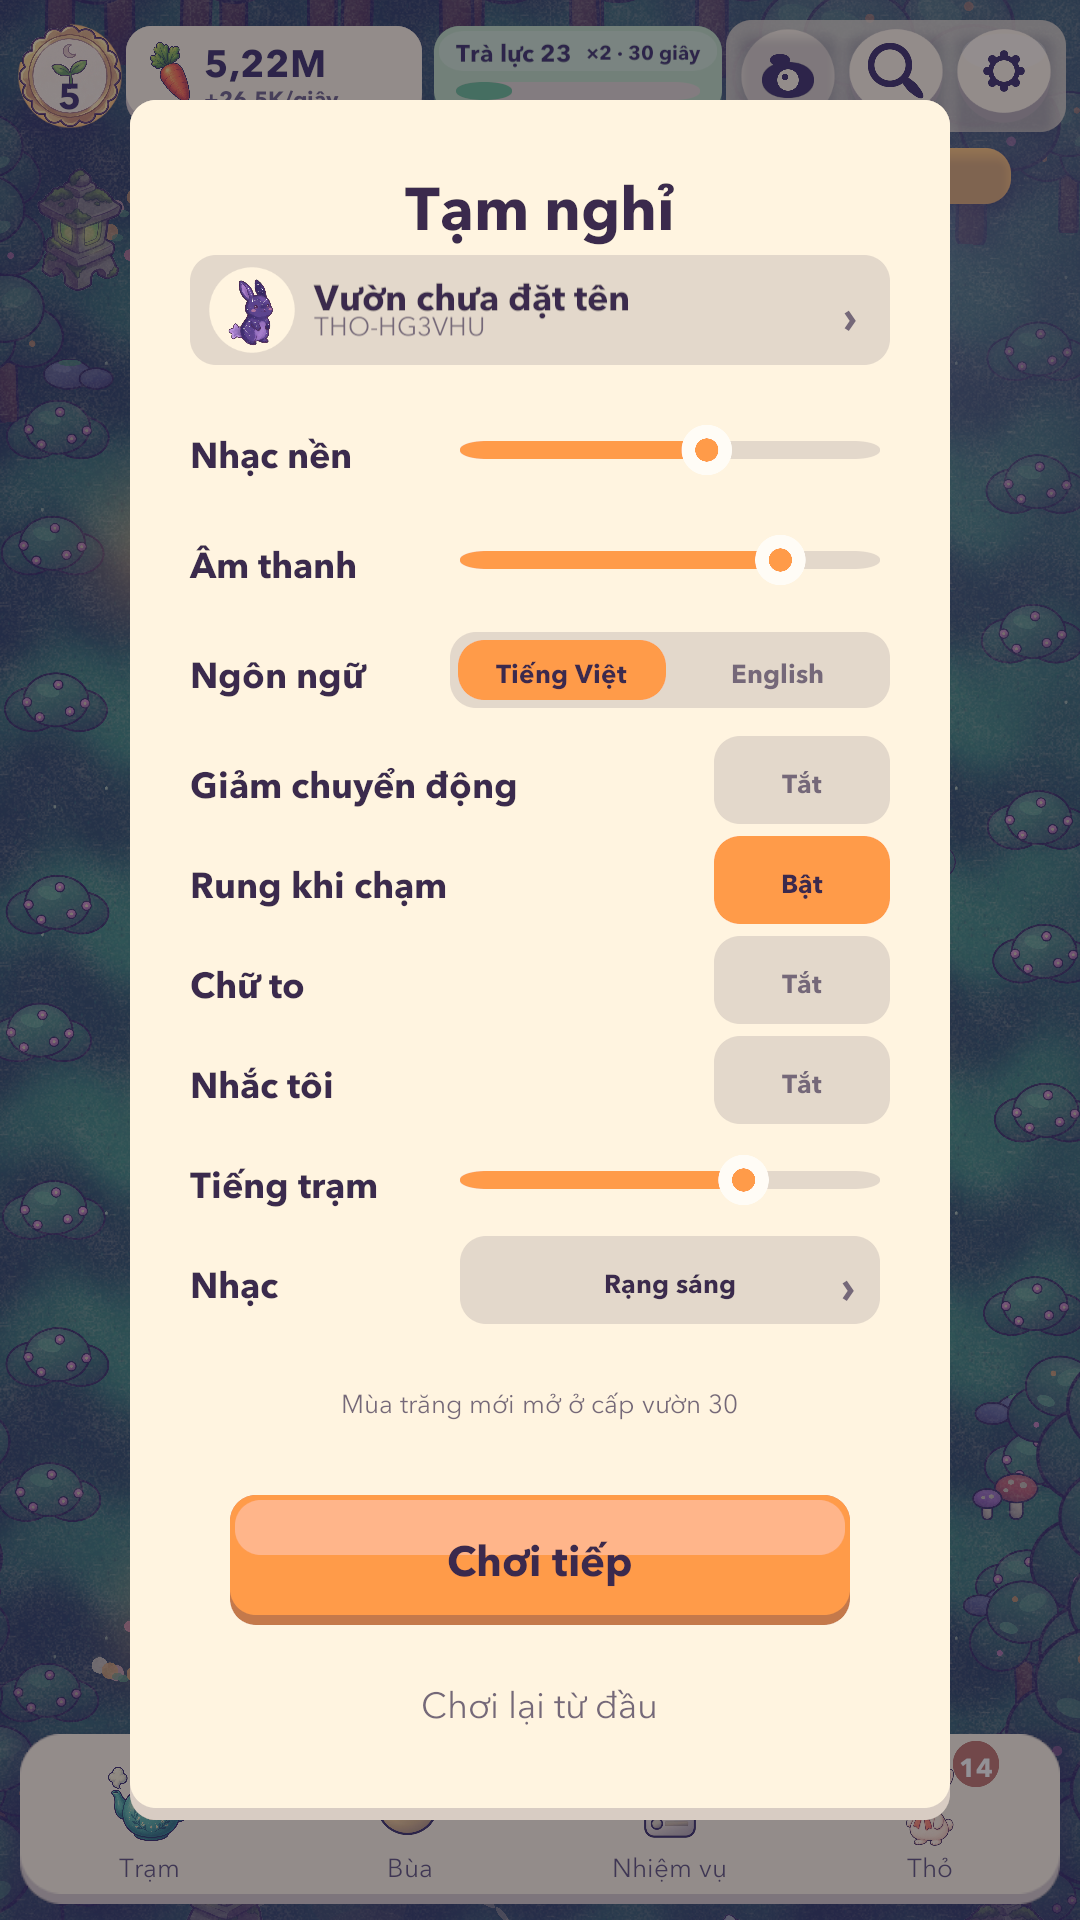 5
5,22M
+26,5K/giây
Trà lực 23 ×2 · 30 giây
Tạm nghỉ
Vườn chưa đặt tên
THO-HG3VHU
›
Nhạc nền
Âm thanh
Ngôn ngữ Tiếng Việt English
Giảm chuyển động Tắt
Rung khi chạm Bật
Chữ to Tắt
Nhắc tôi Tắt
Tiếng trạm
Nhạc Rạng sáng ›
Mùa trăng mới mở ở cấp vườn 30
Chơi tiếp
Chơi lại từ đầu
14
Trạm Bùa Nhiệm vụ Thỏ